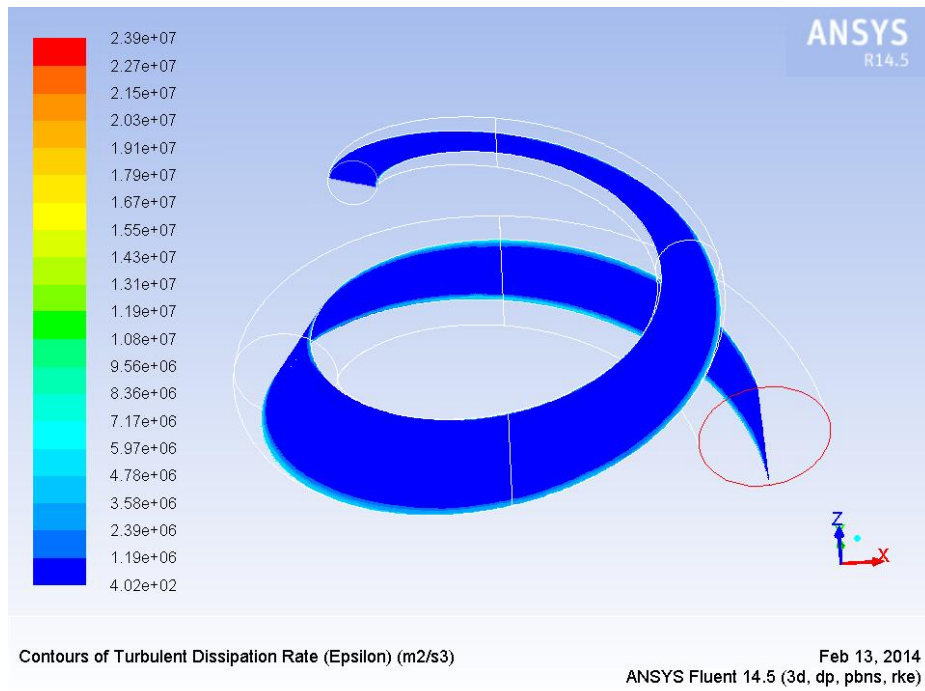 2.39e+07
2.27e+07
2.15e+07
2.03e+07
1.91e+07
1.79e+07
1.67e+07
1.55e+07
1.43e+07
1.31e+07
1.19e+07
1.08e+07
9.56e+06
8.36e+06
7.17e+06
5.97e+06
4.78e+06
3.58e+06
2.39e+06
1.19e+06
4.02e+02
ANSYS
R14.5
Z
X
Contours of Turbulent Dissipation Rate (Epsilon) (m2/s3)
Feb 13, 2014
ANSYS Fluent 14.5 (3d, dp, pbns, rke)